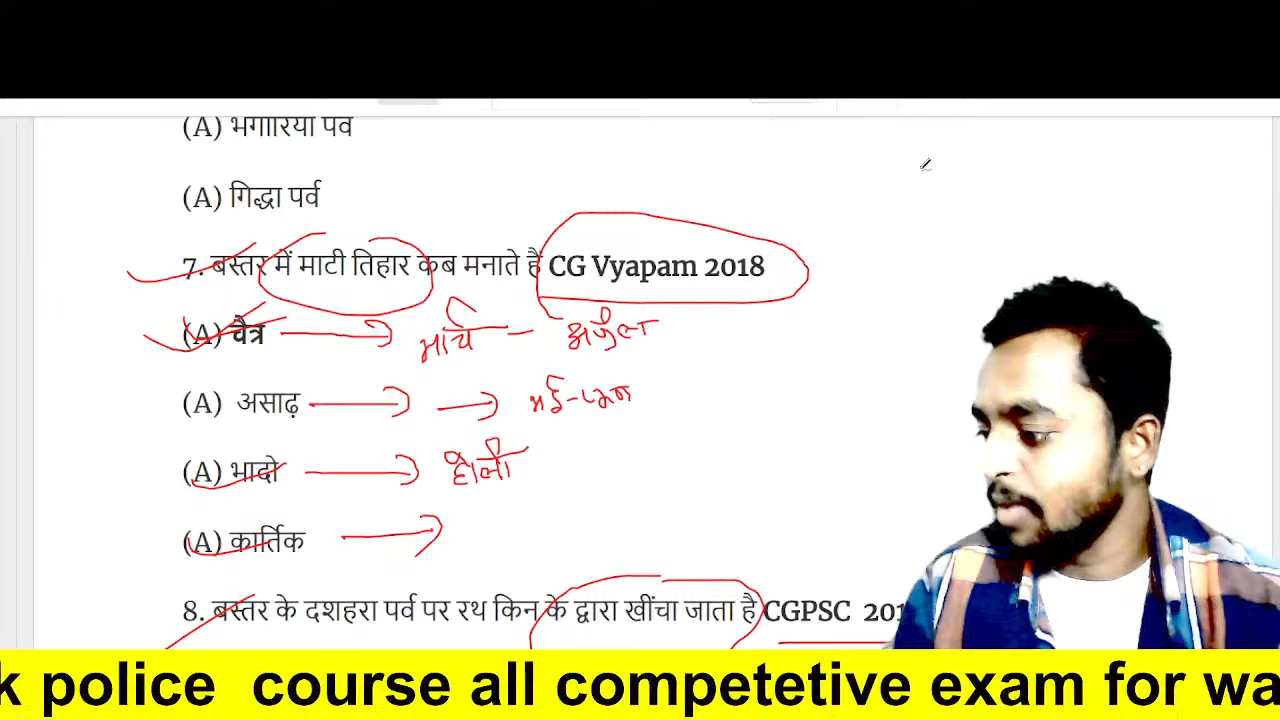 (A) भगोरिया पर्व
(A) गिद्धा पर्व
7. बस्तर में माटी तिहार कब मनाते हैं CG Vyapam 2018
(A) चैत्र मार्च - अप्रैल
(A) असाढ़ मई-जून
(A) भादो होली
(A) कार्तिक
8. बस्तर के दशहरा पर्व पर रथ किन के द्वारा खींचा जाता है CGPSC 201
k police course all competetive exam for wa